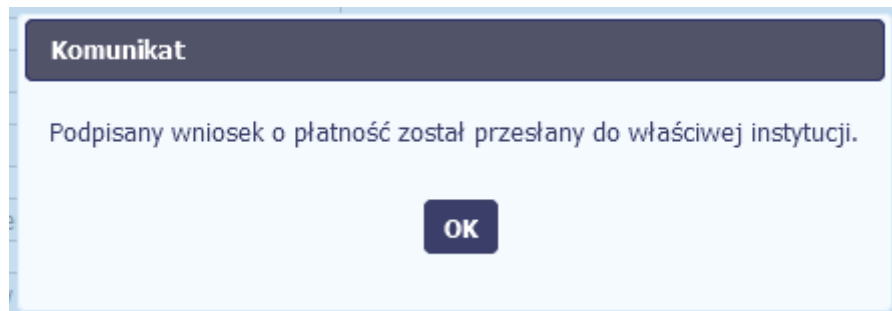 Komunikat
Podpisany wniosek o płatność został przesłany do właściwej instytucji.
OK